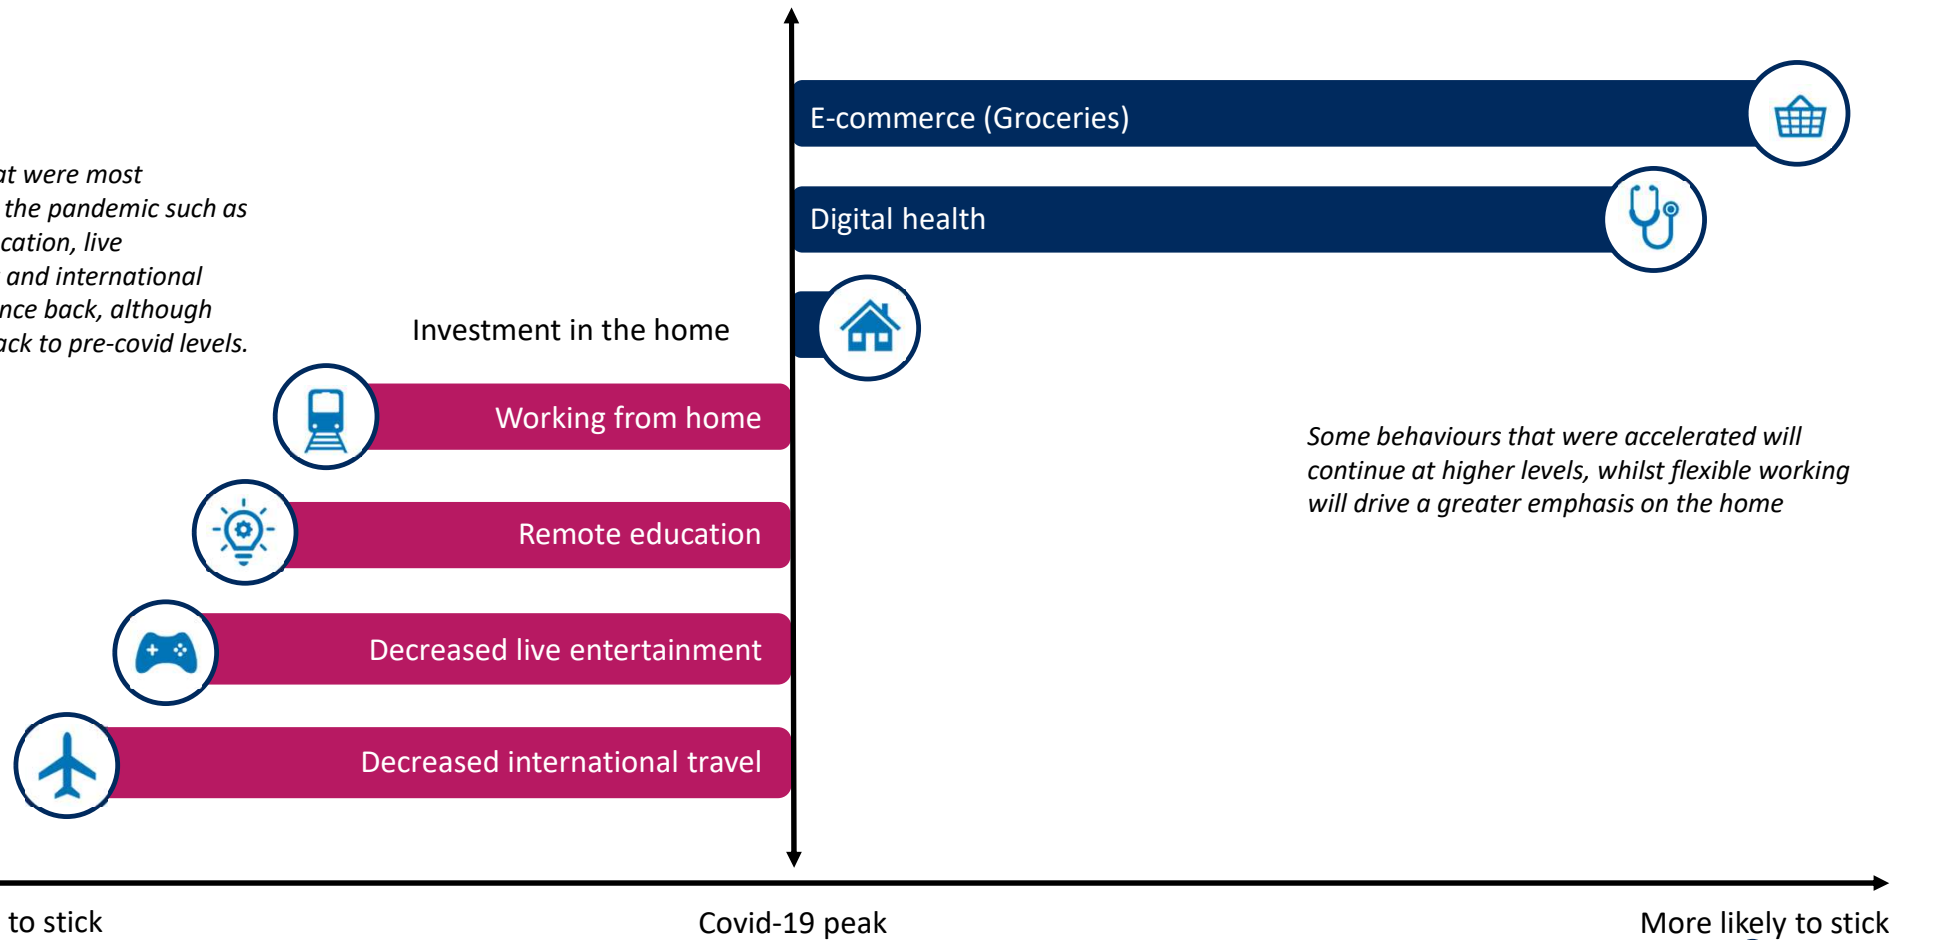 E-commerce (Groceries)
at were most
the pandemic such as
Digital health
cation, live
and international
nce back, although
Investment in the home
ack to pre-covid levels.
Working from home
Some behaviours that were accelerated will
continue at higher levels, whilst flexible working
will drive a greater emphasis on the home
Remote education
Decreased live entertainment
Decreased international travel
to stick
Covid-19 peak
More likely to stick